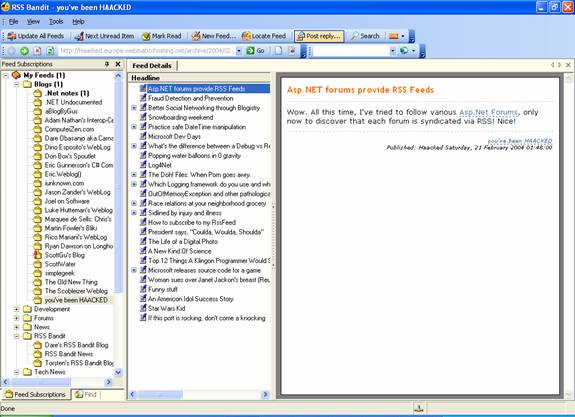 RSS Bandit - you've been HAACKED
File View Tools Help
Update All Feeds Next Unread Item Mark Read New Feed... Locate Feed Post reply... Search
http://Haacked.europe.webmatrixhosting.net/archive/2004/02 Go
Feed Subscriptions
Feed Details
My Feeds (1)
Blogs (1)
.Net notes (1)
.NET Undocumented
aBlogByGus
Adam Nathan's Interop-Ce
ComputeZen.com
Dare Obasanjo aka Carna
Dino Esposito's WebLog
Don Box's Spoutlet
Eric Gunnerson's C# Com
Eric.Weblog()
iunknown.com
Jason Zander's WebLog
Joel on Software
Luke Hutteman's Weblog
Marquee de Sells: Chris's
Martin Fowler's Bliki
Rico Mariani's WebLog
Ryan Dawson on Longho
ScottGu's Blog
ScottWater
simplegeek
The Old New Thing
The Scobleizer Weblog
you've been HAACKED
Development
Forums
News
RSS Bandit
Dare's RSS Bandit Blog
RSS Bandit News
Torsten's RSS Bandit Blog
Tech News
Feed Subscriptions Find
Headline
Asp.NET forums provide RSS Feeds
Fraud Detection and Prevention
Better Social Networking through Blogistry
Snowboarding weekend
Practice safe DateTime manipulation
Microsoft Dev Days
What's the difference between a Debug vs Re
Popping water balloons in 0 gravity
Log4Net
The Doh! Files: When Porn goes away.
Which Logging framework do you use and wh
OutOfMemoryException and other pathologica
Race relations at your neighborhood grocery
Sidlined by injury and illness
How to subscribe to my RssFeed
President says, "Coulda, Woulda, Shoulda"
The Life of a Digital Photo
A New Kind Of Science
Top 12 Things A Klingon Programmer Would S
Microsoft releases source code for a game
Woman sues over Janet Jackon's breast (Reu
Funny stuff
An American Idol Success Story
Star Wars Kid
If this port is rocking, don't come a knocking
Asp.NET forums provide RSS Feeds
Wow. All this time, I've tried to follow various Asp.Net Forums, only
now to discover that each forum is syndicated via RSS! Nice!
you've been HAACKED
Published: Haacked Saturday, 21 February 2004 01:46:00
Done